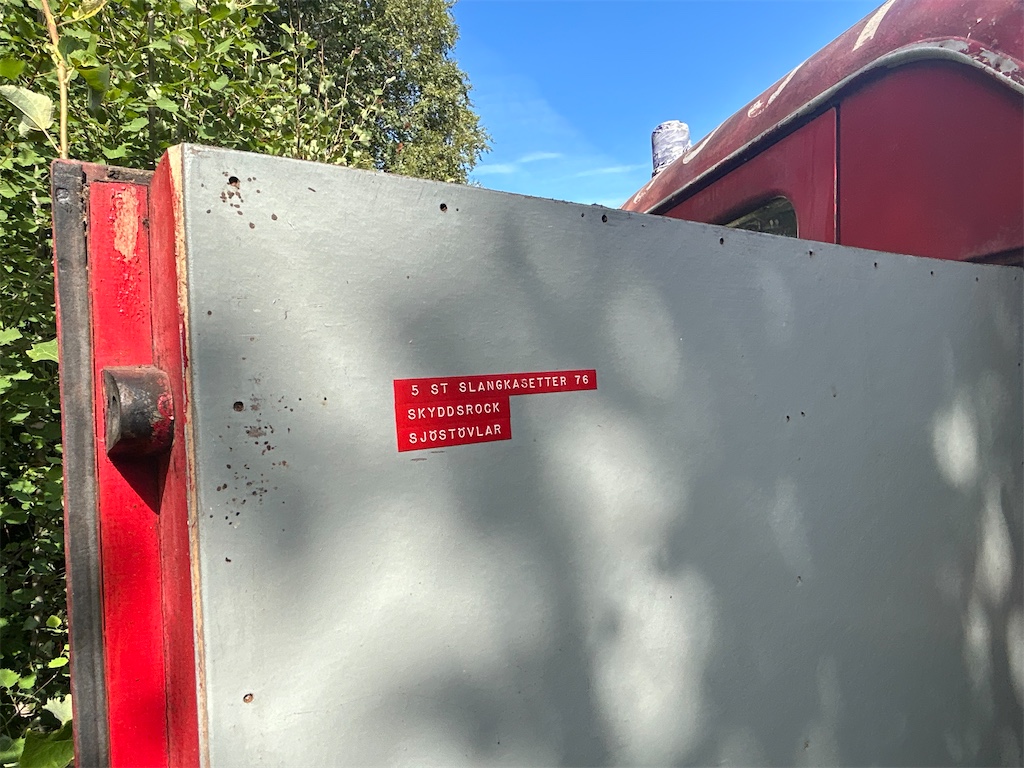 5 ST SLANGKASETTER 76
SKYDDSROCK
SJÖSTÖVLAR